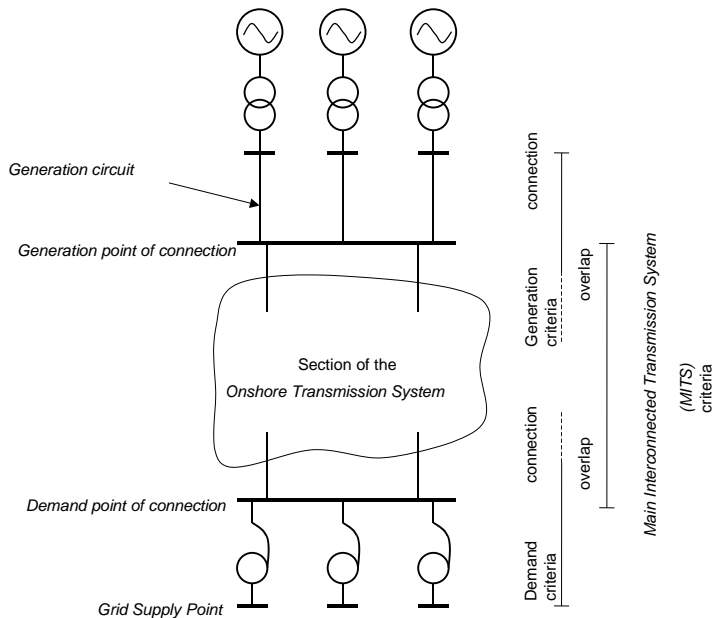 Generation circuit
Generation point of connection
Section of the
Onshore Transmission System
Demand point of connection
Grid Supply Point
Generation connection
criteria
overlap
Demand connection
criteria
overlap
Main Interconnected Transmission System
(MITS)
criteria